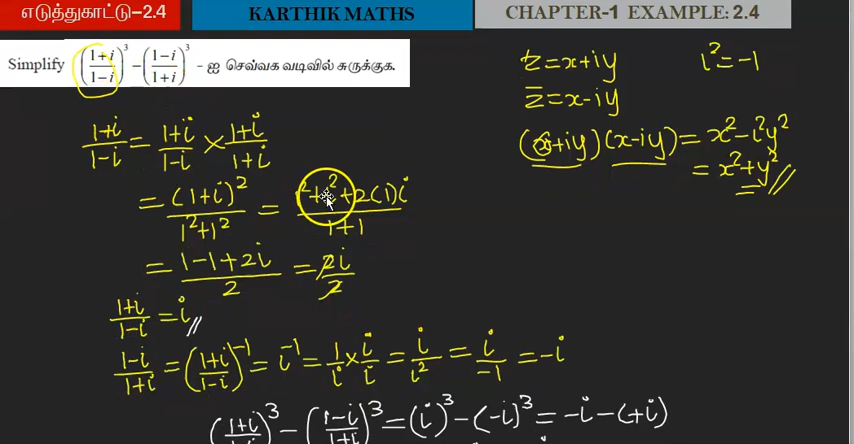 எடுத்துகாட்டு-2.4
KARTHIK MATHS
CHAPTER-1 EXAMPLE: 2.4
Simplify ((1+i)/(1-i))³ - ((1-i)/(1+i))³ - ஐ செவ்வக வடிவில் சுருக்குக.
z = x+iy
i² = -1
z̄ = x-iy
(x+iy)(x-iy) = x² - i²y²
= x² + y² //
(1+i)/(1-i) = (1+i)/(1-i) × (1+i)/(1+i)
= (1+i)²/(1²+1²) = (1²+i²+2(1)i)/(1+1)
= (1-1+2i)/2 = 2i/2
(1+i)/(1-i) = i //
(1-i)/(1+i) = ((1+i)/(1-i))⁻¹ = i⁻¹ = 1/i × i/i = i/i² = i/-1 = -i
((1+i)/(1-i))³ - ((1-i)/(1+i))³ = (i)³ - (-i)³ = -i - (+i)